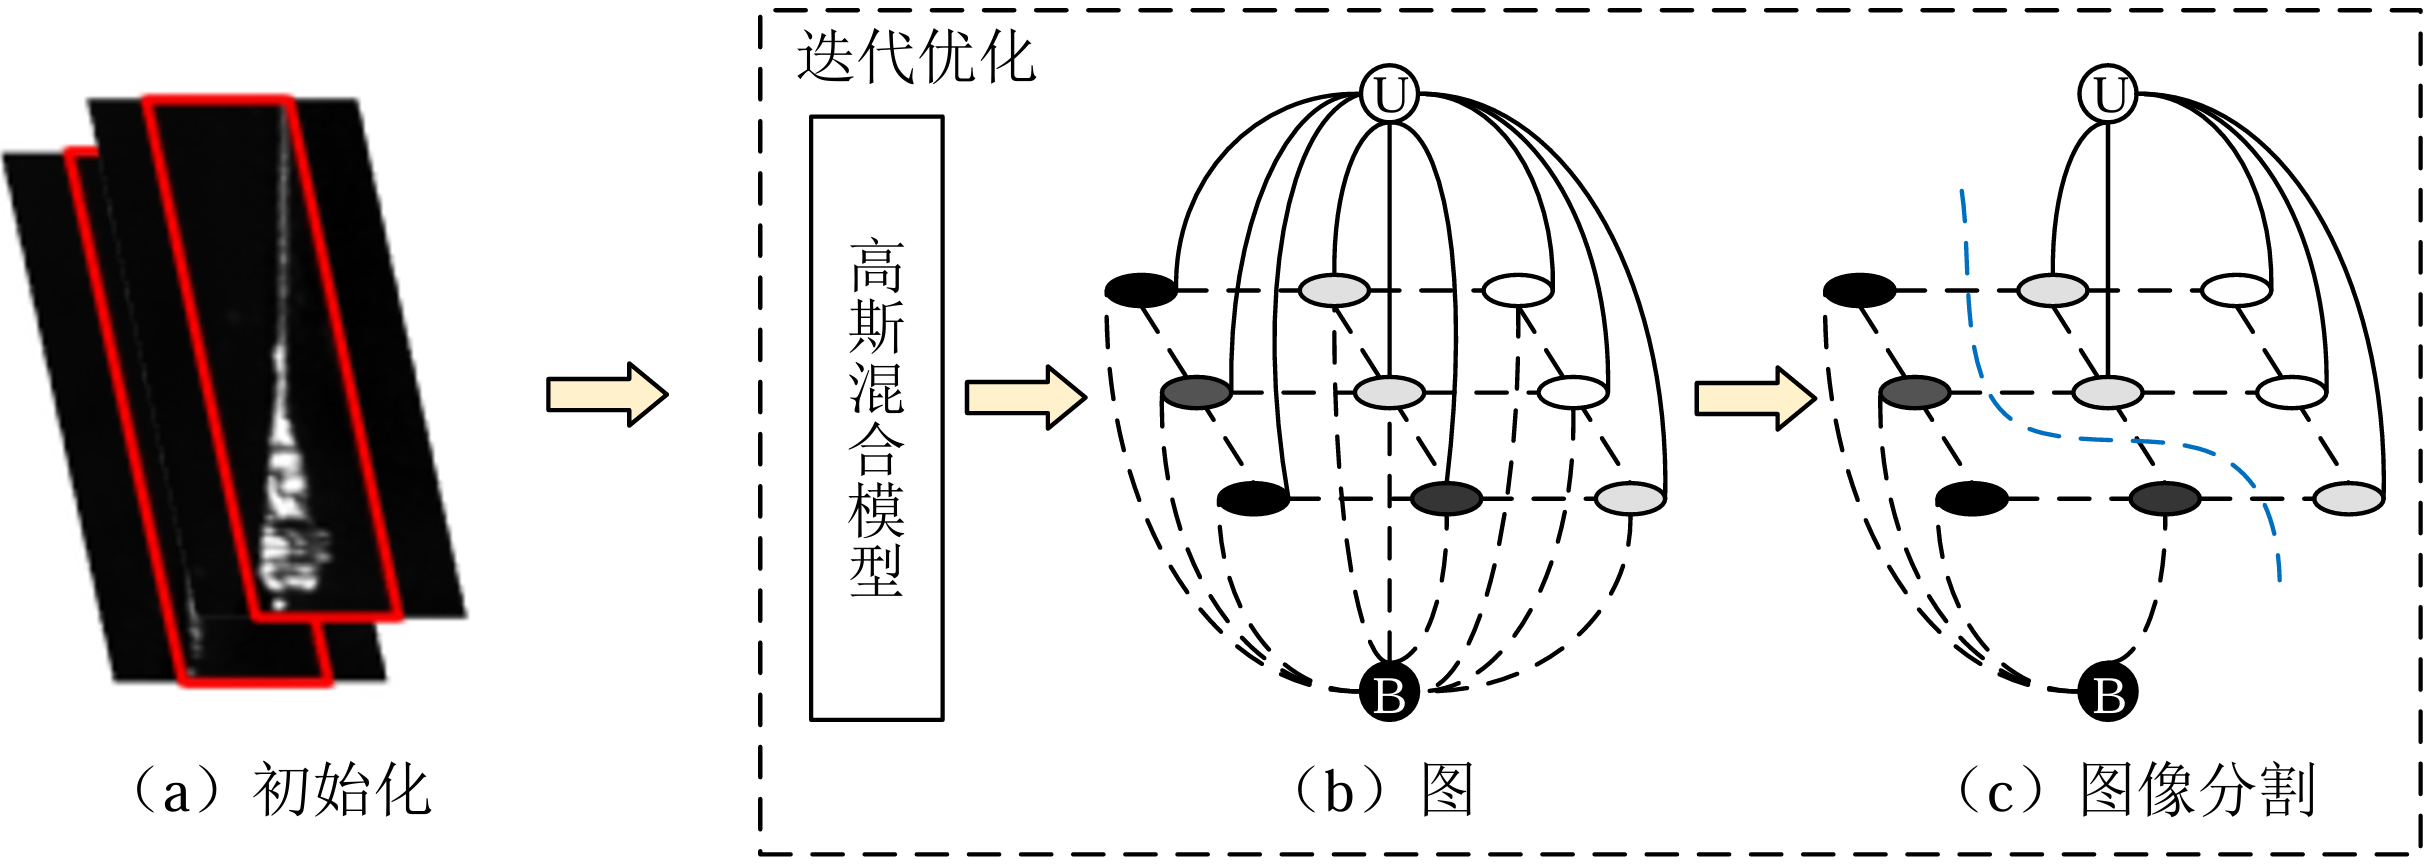 迭代优化
高斯混合模型
U
B
U
B
（a）初始化
（b）图
（c）图像分割